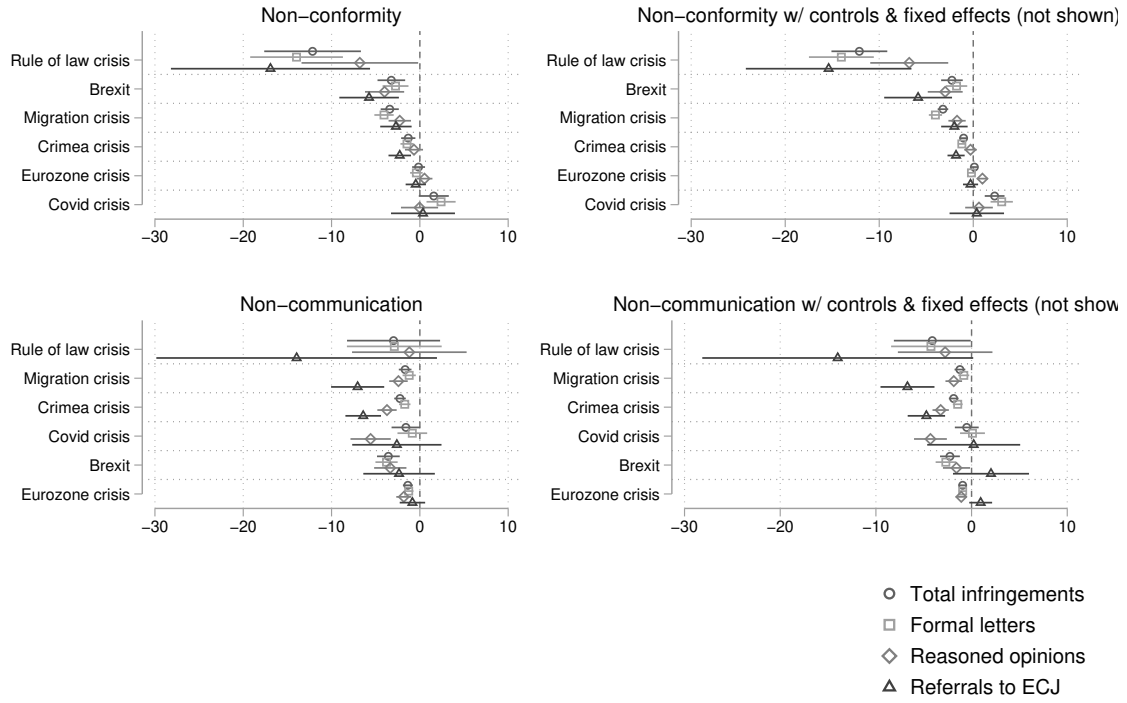 Non−conformity
Rule of law crisis
Brexit
Migration crisis
Crimea crisis
Eurozone crisis
Covid crisis
−30 −20 −10 0 10
Non−conformity w/ controls & fixed effects (not shown)
Rule of law crisis
Brexit
Migration crisis
Crimea crisis
Eurozone crisis
Covid crisis
−30 −20 −10 0 10
Non−communication
Rule of law crisis
Migration crisis
Crimea crisis
Covid crisis
Brexit
Eurozone crisis
−30 −20 −10 0 10
Non−communication w/ controls & fixed effects (not show
Rule of law crisis
Migration crisis
Crimea crisis
Covid crisis
Brexit
Eurozone crisis
−30 −20 −10 0 10
Total infringements
Formal letters
Reasoned opinions
Referrals to ECJ